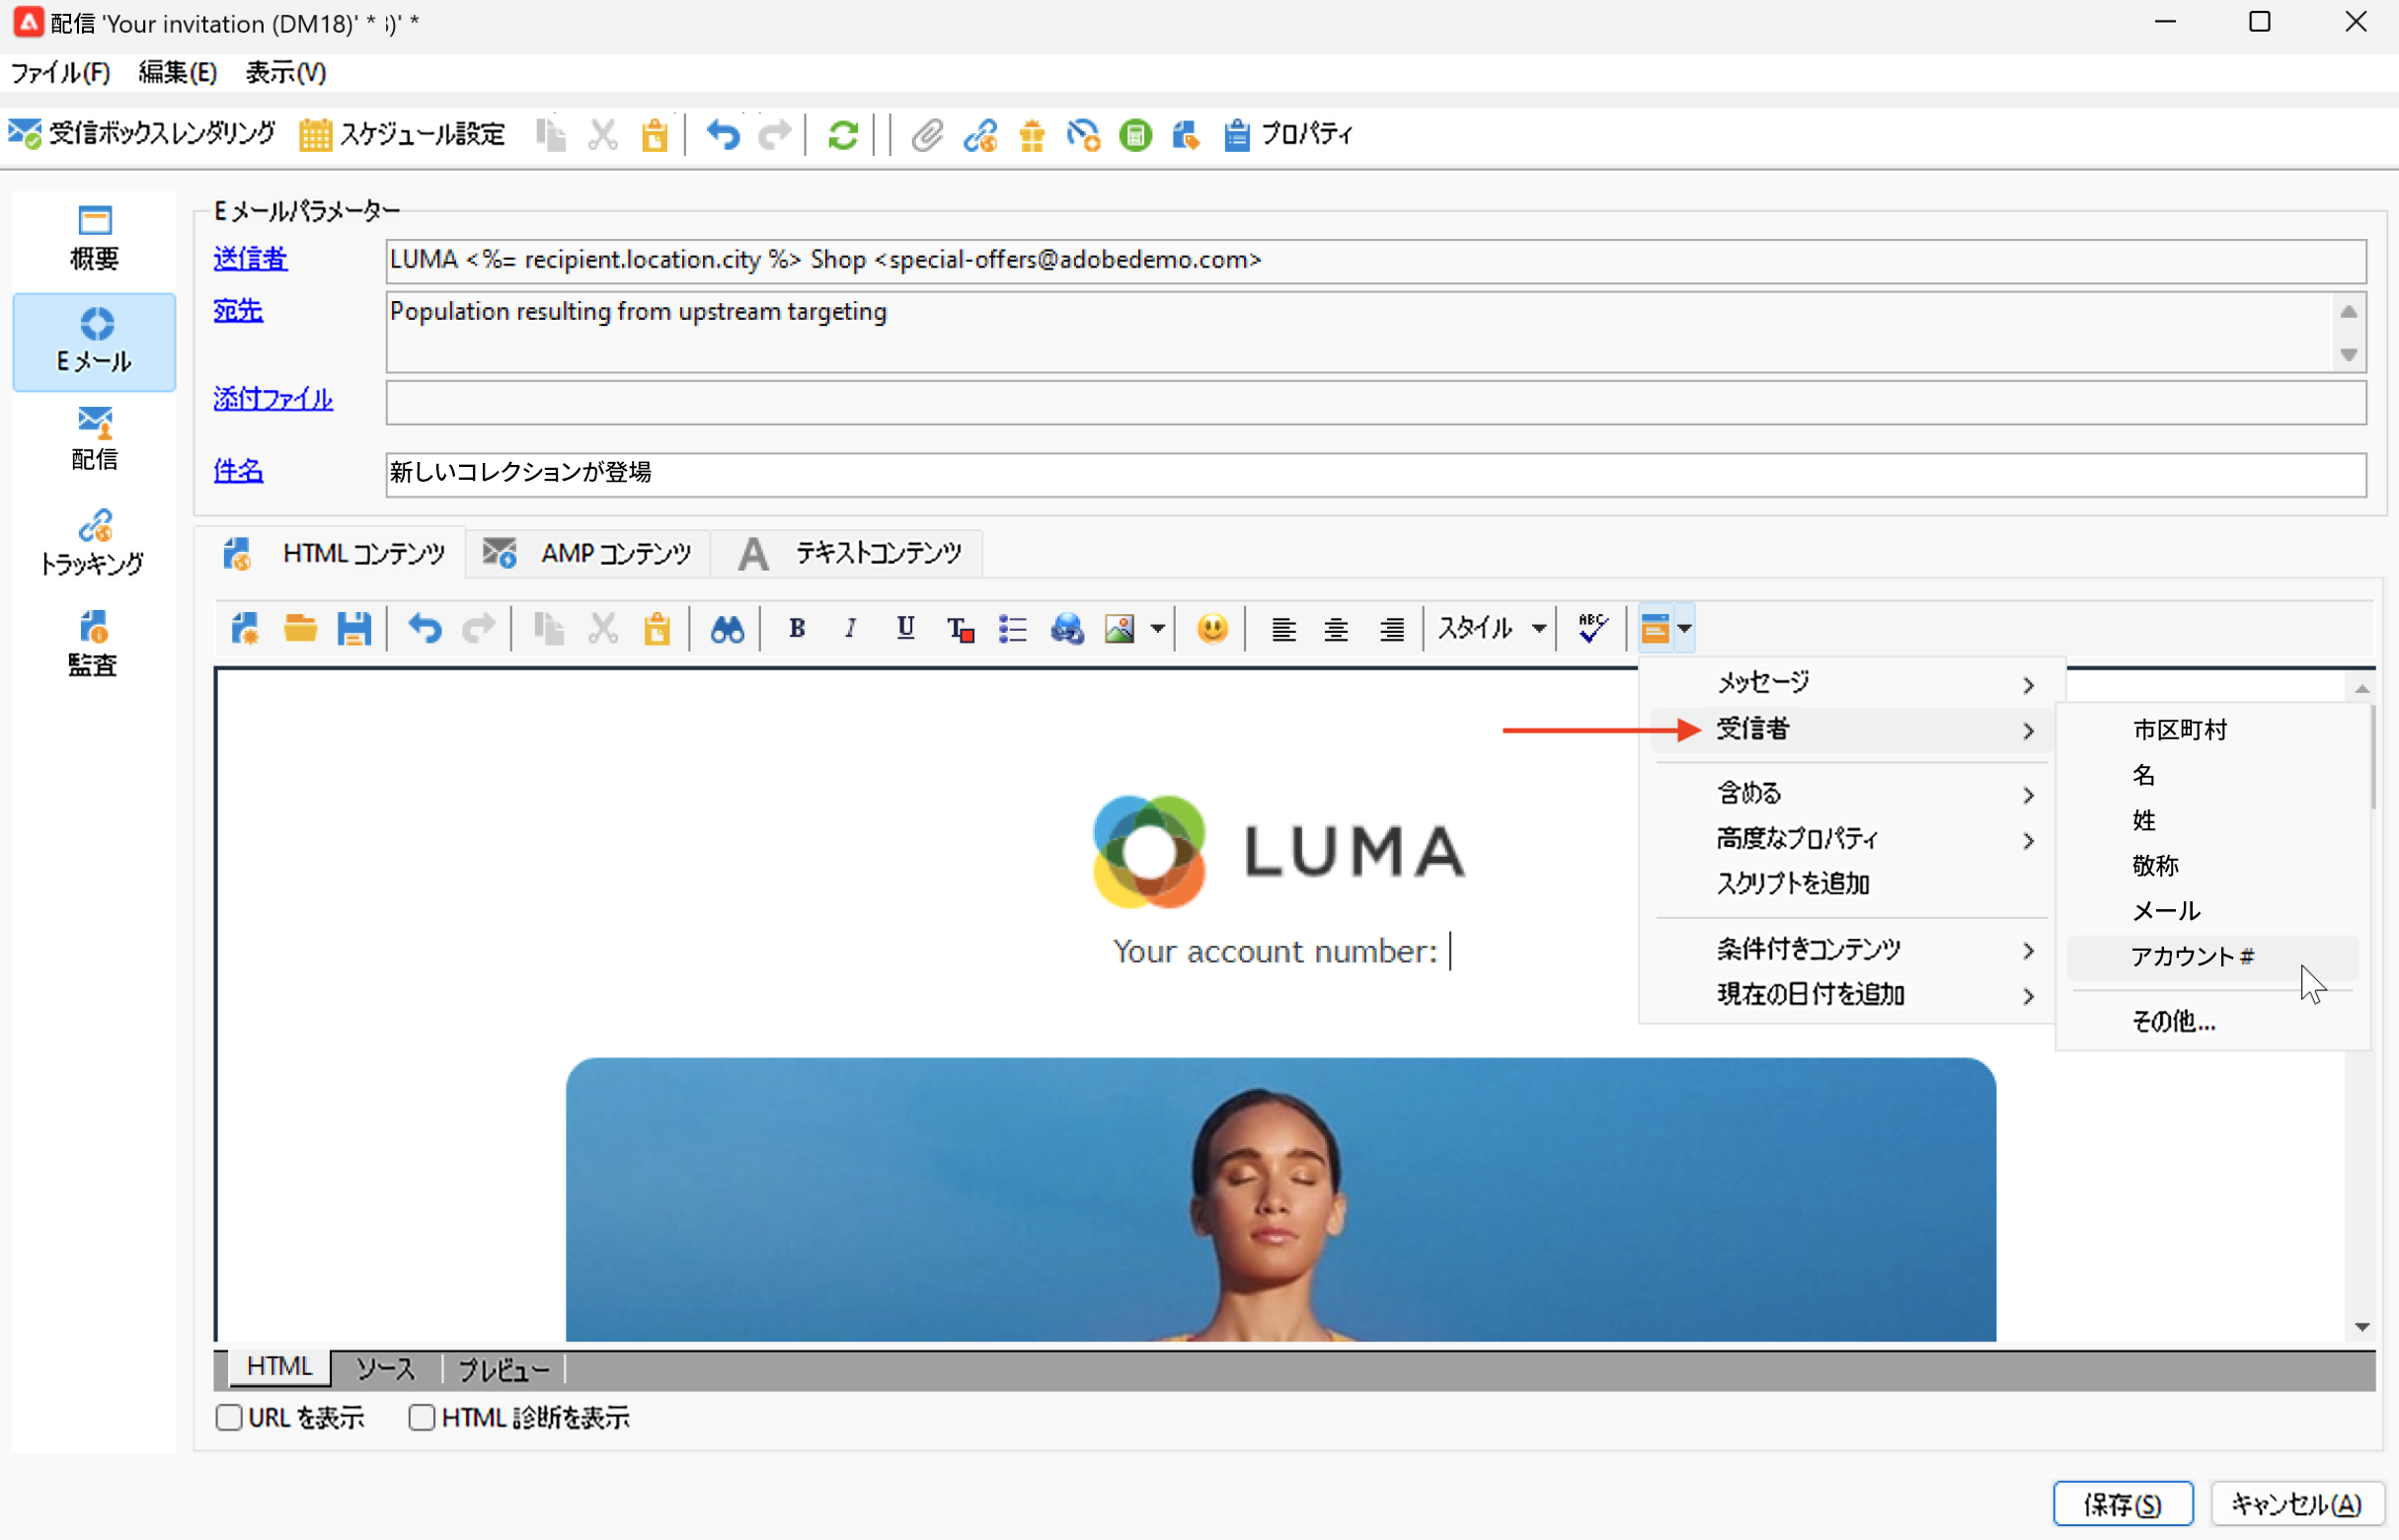 配信 'Your invitation (DM18)' * ;)' *
ファイル(F) 編集(E) 表示(V)
受信ボックスレンダリング スケジュール設定 プロパティ
概要
E メール
配信
トラッキング
監査
E メールパラメーター
送信者 LUMA <%= recipient.location.city %> Shop <special-offers@adobedemo.com>
宛先 Population resulting from upstream targeting
添付ファイル
件名 新しいコレクションが登場
HTML コンテンツ AMP コンテンツ A テキストコンテンツ
B I U T スタイル ABC
メッセージ
受信者
含める
高度なプロパティ
スクリプトを追加
条件付きコンテンツ
現在の日付を追加
市区町村
名
姓
敬称
メール
アカウント #
その他...
LUMA
Your account number:
HTML ソース プレビュー
URL を表示 HTML 診断を表示
保存(S) キャンセル(A)